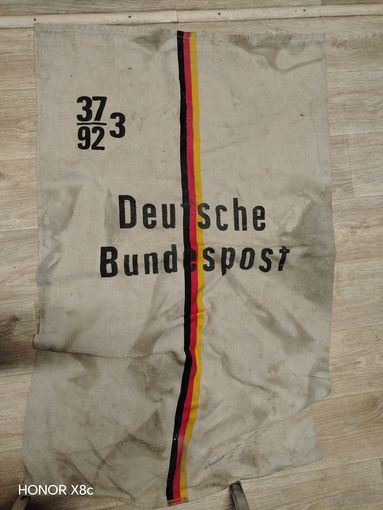 37
92 3
Deutsche
Bundespost
HONOR X8c